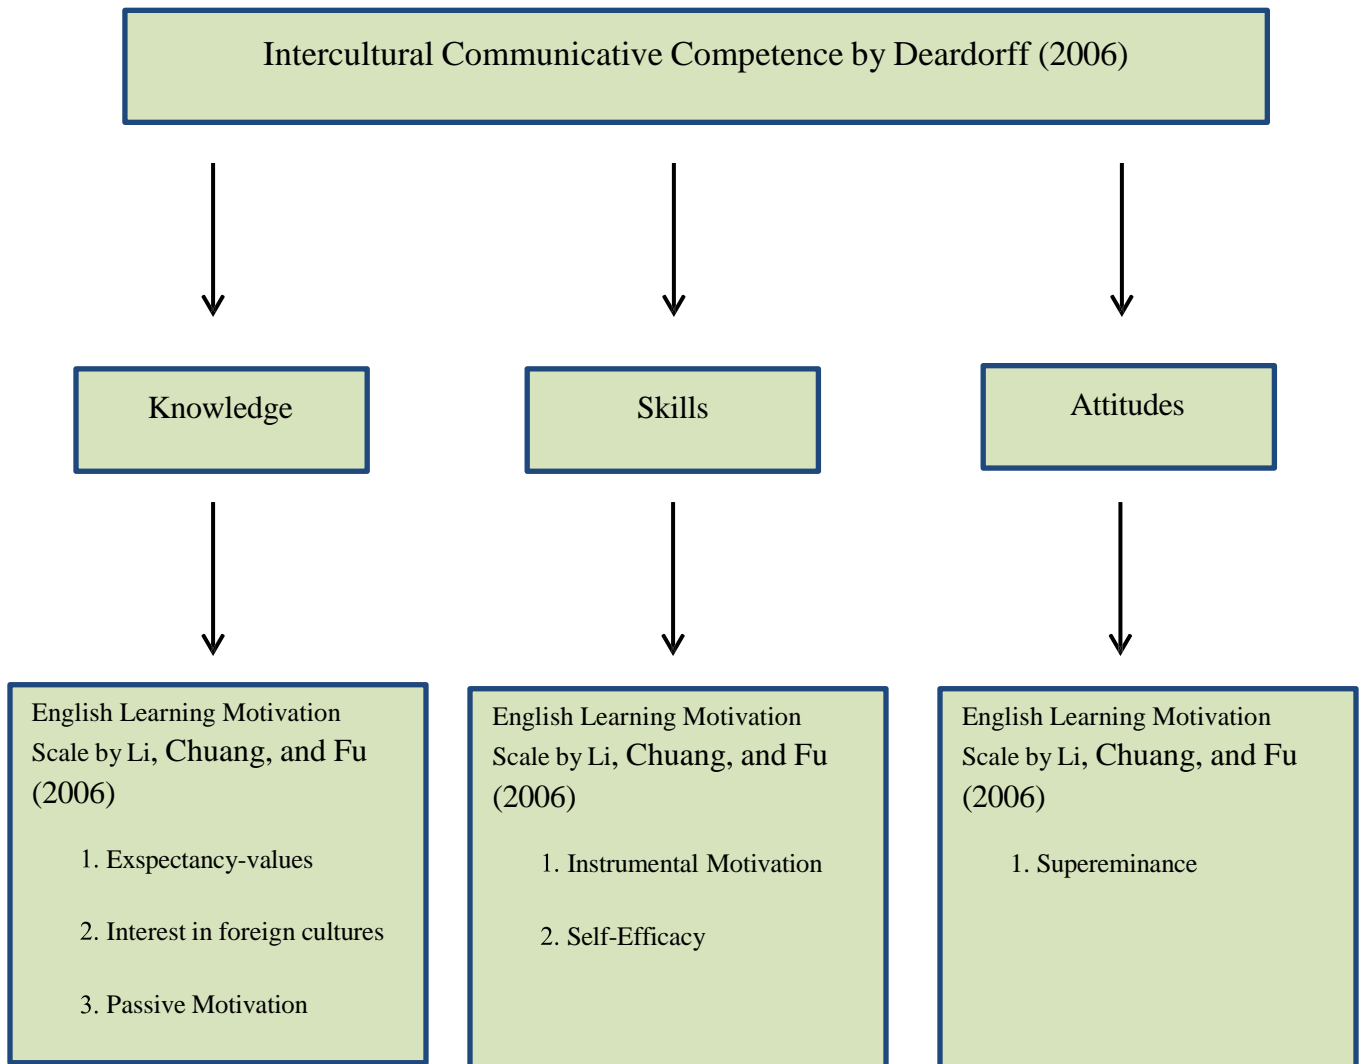 Intercultural Communicative Competence by Deardorff (2006)
Knowledge
Skills
Attitudes
English Learning Motivation
Scale by Li, Chuang, and Fu
(2006)
1. Exspectancy-values
2. Interest in foreign cultures
3. Passive Motivation
English Learning Motivation
Scale by Li, Chuang, and Fu
(2006)
1. Instrumental Motivation
2. Self-Efficacy
English Learning Motivation
Scale by Li, Chuang, and Fu
(2006)
1. Supereminance